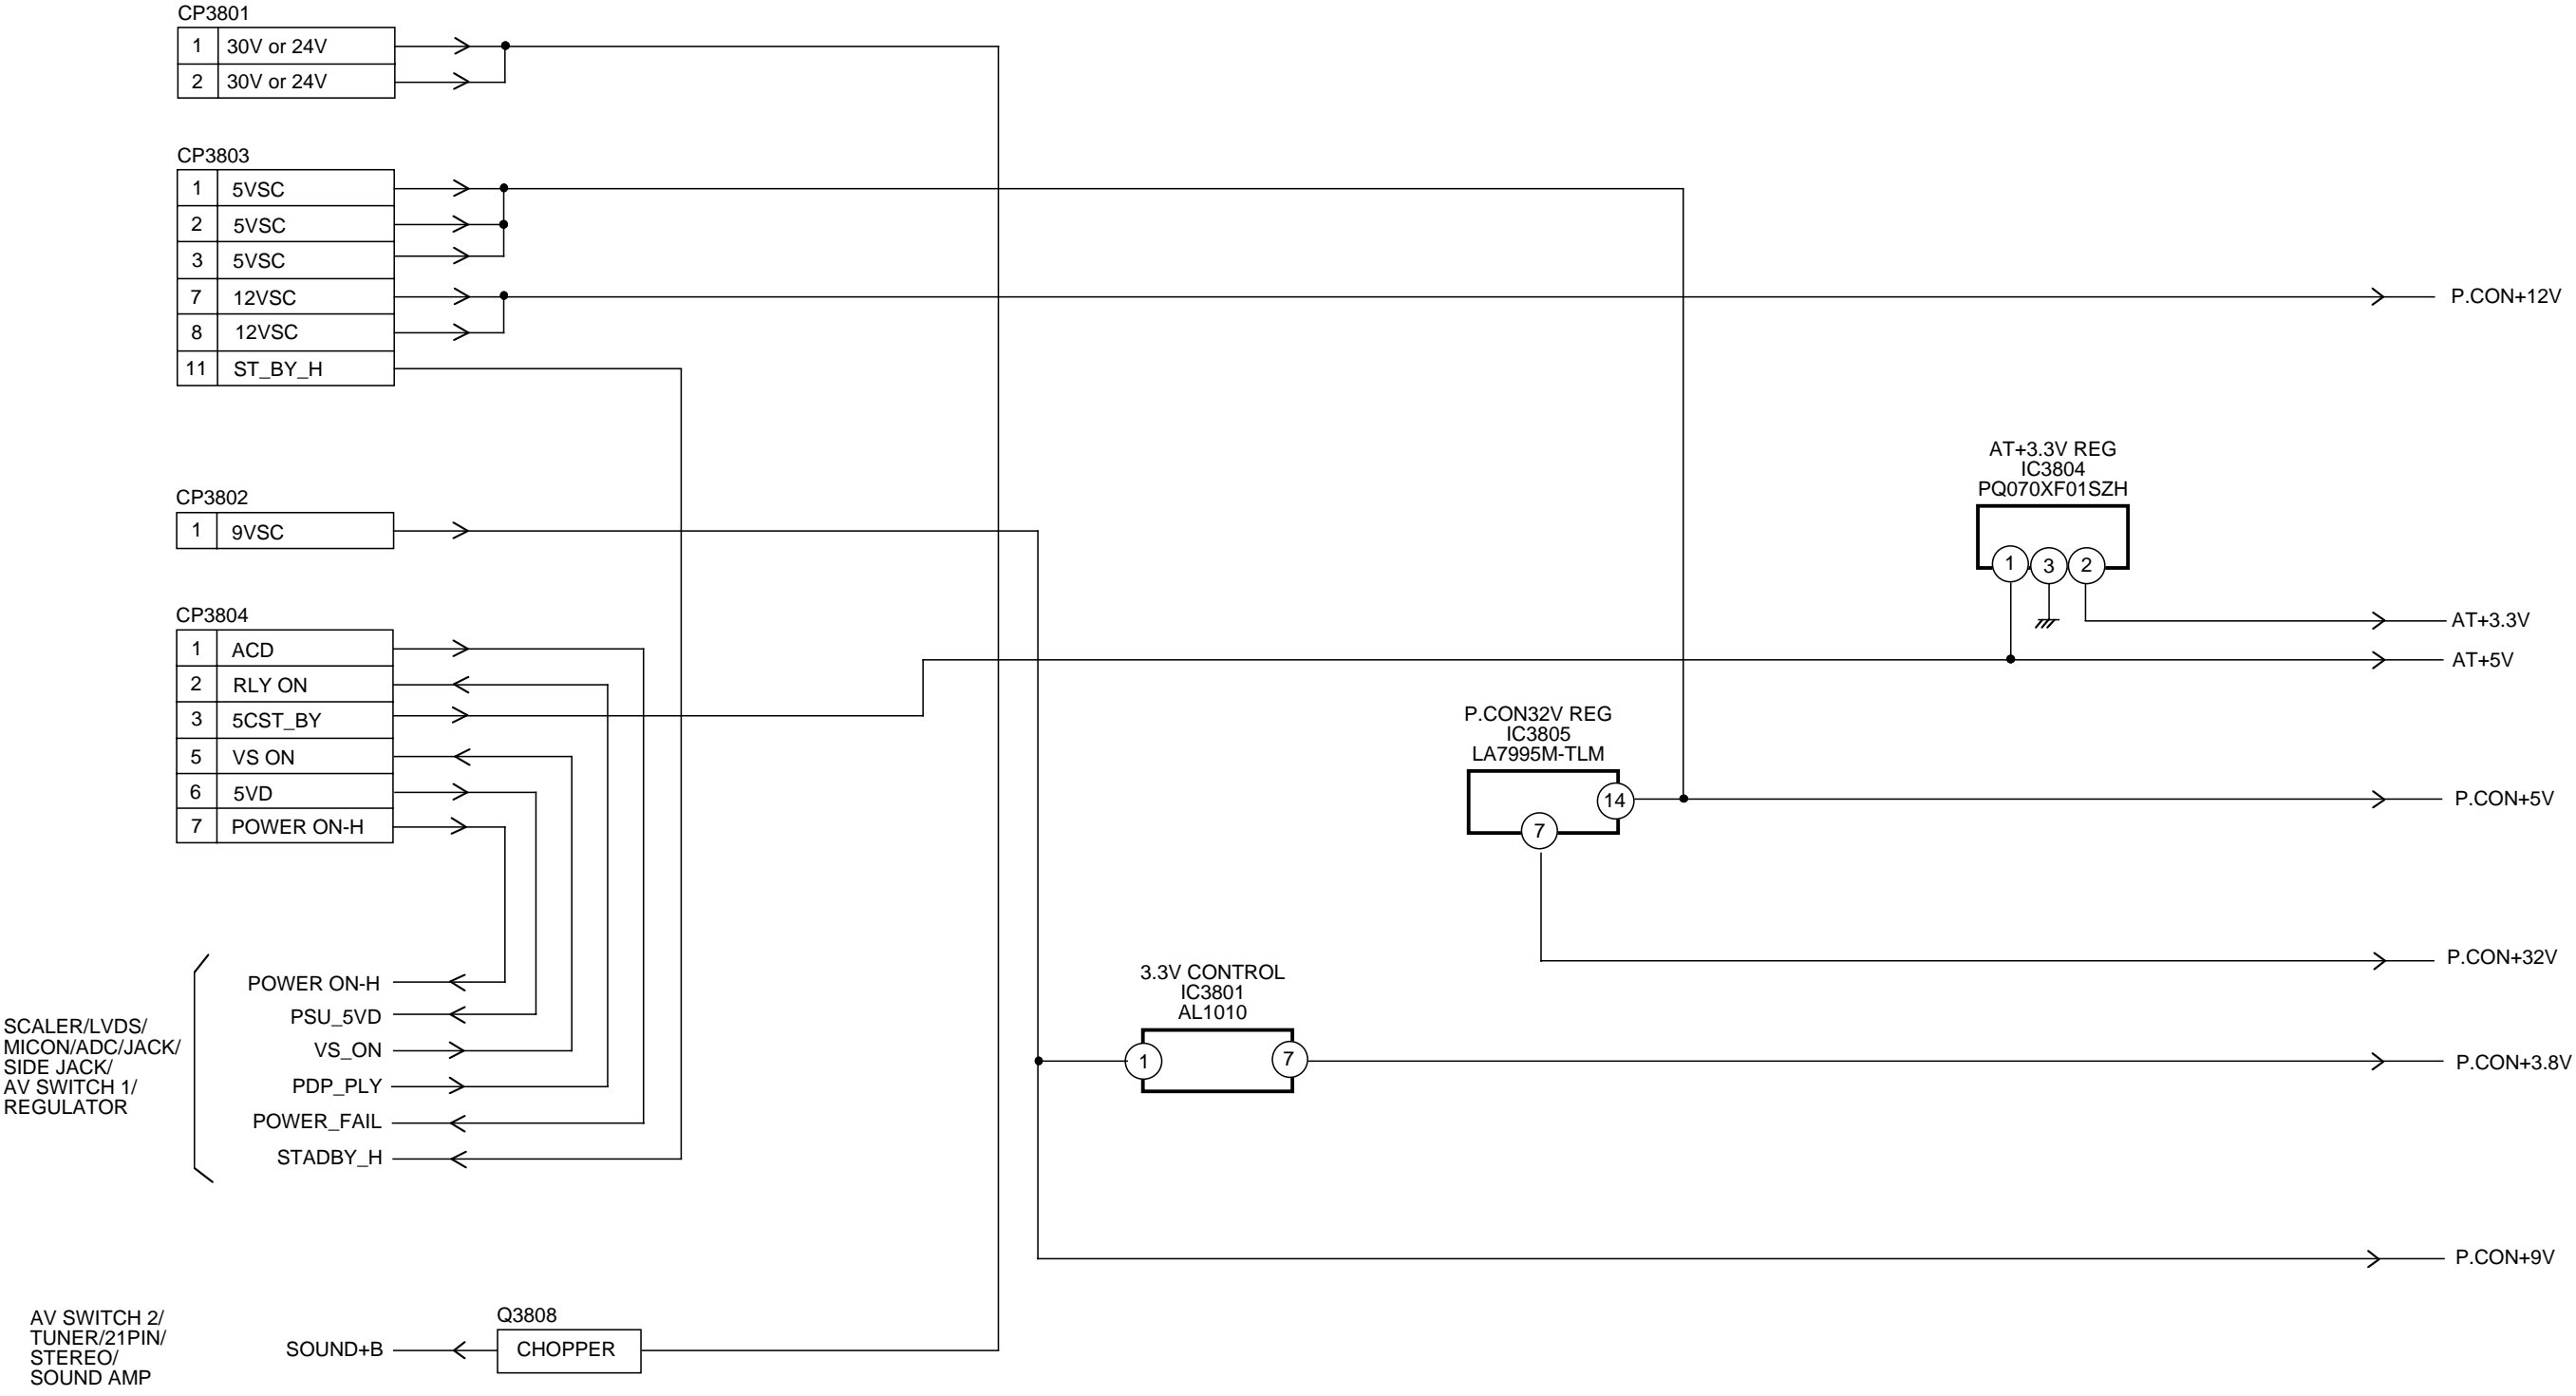 CP3801
1 30V or 24V
2 30V or 24V
CP3803
1 5VSC
2 5VSC
3 5VSC
7 12VSC
8 12VSC
11 ST_BY_H
P.CON+12V
AT+3.3V REG
IC3804
PQ070XF01SZH
1 3 2
CP3802
1 9VSC
CP3804
1 ACD
2 RLY ON
3 5CST_BY
5 VS ON
6 5VD
7 POWER ON-H
AT+3.3V
AT+5V
P.CON32V REG
IC3805
LA7995M-TLM
14
7
P.CON+5V
P.CON+32V
3.3V CONTROL
IC3801
AL1010
1 7
P.CON+3.8V
P.CON+9V
SCALER/LVDS/
MICON/ADC/JACK/
SIDE JACK/
AV SWITCH 1/
REGULATOR
POWER ON-H
PSU_5VD
VS_ON
PDP_PLY
POWER_FAIL
STADBY_H
AV SWITCH 2/
TUNER/21PIN/
STEREO/
SOUND AMP
SOUND+B
Q3808
CHOPPER